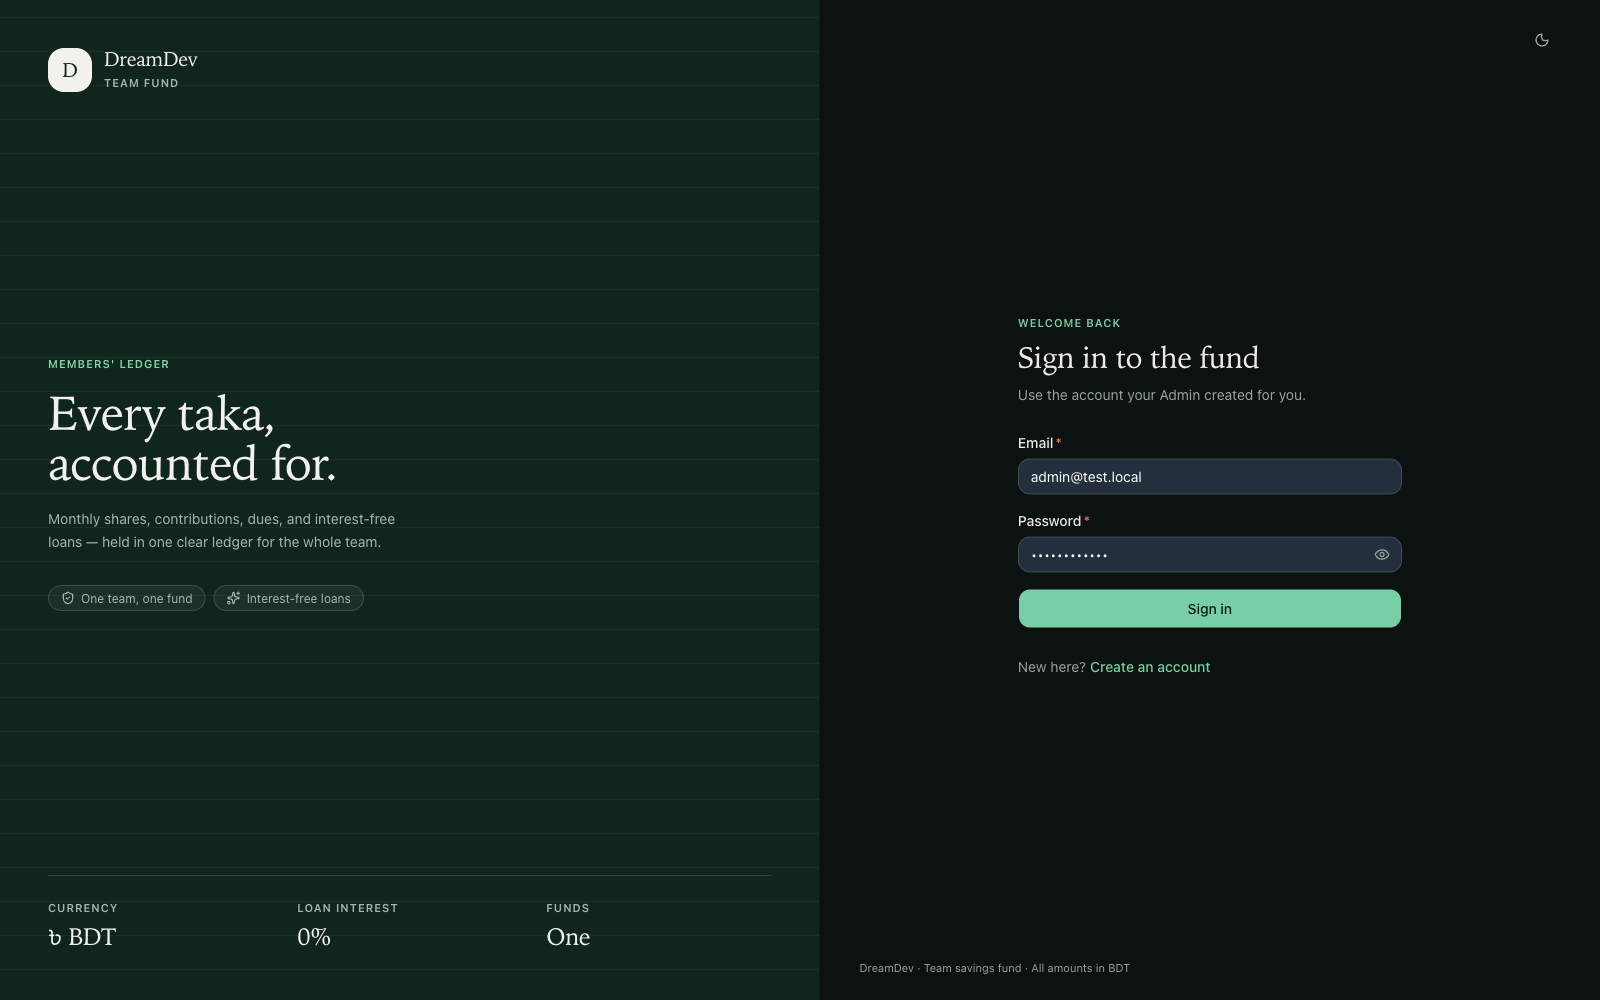 D
DreamDev
TEAM FUND
MEMBERS' LEDGER
Every taka,
accounted for.
Monthly shares, contributions, dues, and interest-free
loans — held in one clear ledger for the whole team.
One team, one fund
Interest-free loans
CURRENCY
৳ BDT
LOAN INTEREST
0%
FUNDS
One
WELCOME BACK
Sign in to the fund
Use the account your Admin created for you.
Email *
admin@test.local
Password *
••••••••••••
Sign in
New here? Create an account
DreamDev · Team savings fund · All amounts in BDT